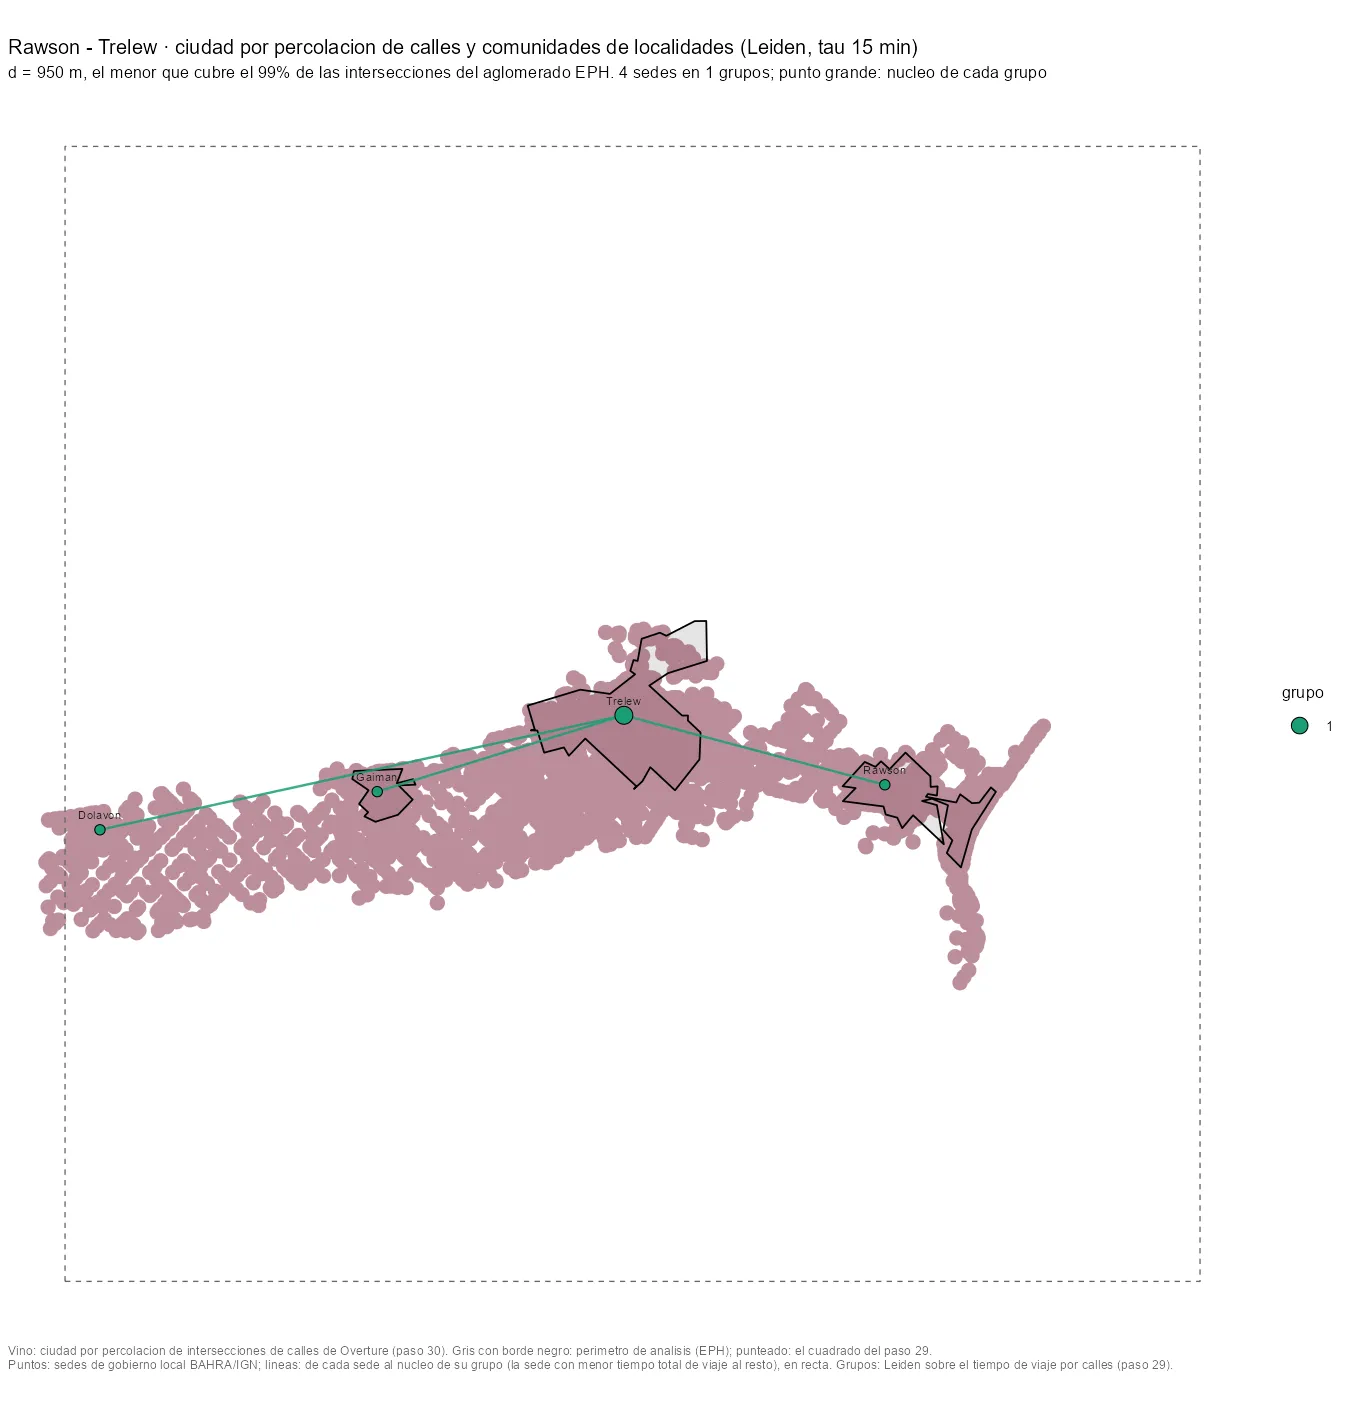 Rawson - Trelew · ciudad por percolacion de calles y comunidades de localidades (Leiden, tau 15 min)
d = 950 m, el menor que cubre el 99% de las intersecciones del aglomerado EPH. 4 sedes en 1 grupos; punto grande: nucleo de cada grupo
grupo
1
Trelew
Rawson
Gaiman
Dolavon
Vino: ciudad por percolacion de intersecciones de calles de Overture (paso 30). Gris con borde negro: perimetro de analisis (EPH); punteado: el cuadrado del paso 29.
Puntos: sedes de gobierno local BAHRA/IGN; lineas: de cada sede al nucleo de su grupo (la sede con menor tiempo total de viaje al resto), en recta. Grupos: Leiden sobre el tiempo de viaje por calles (paso 29).